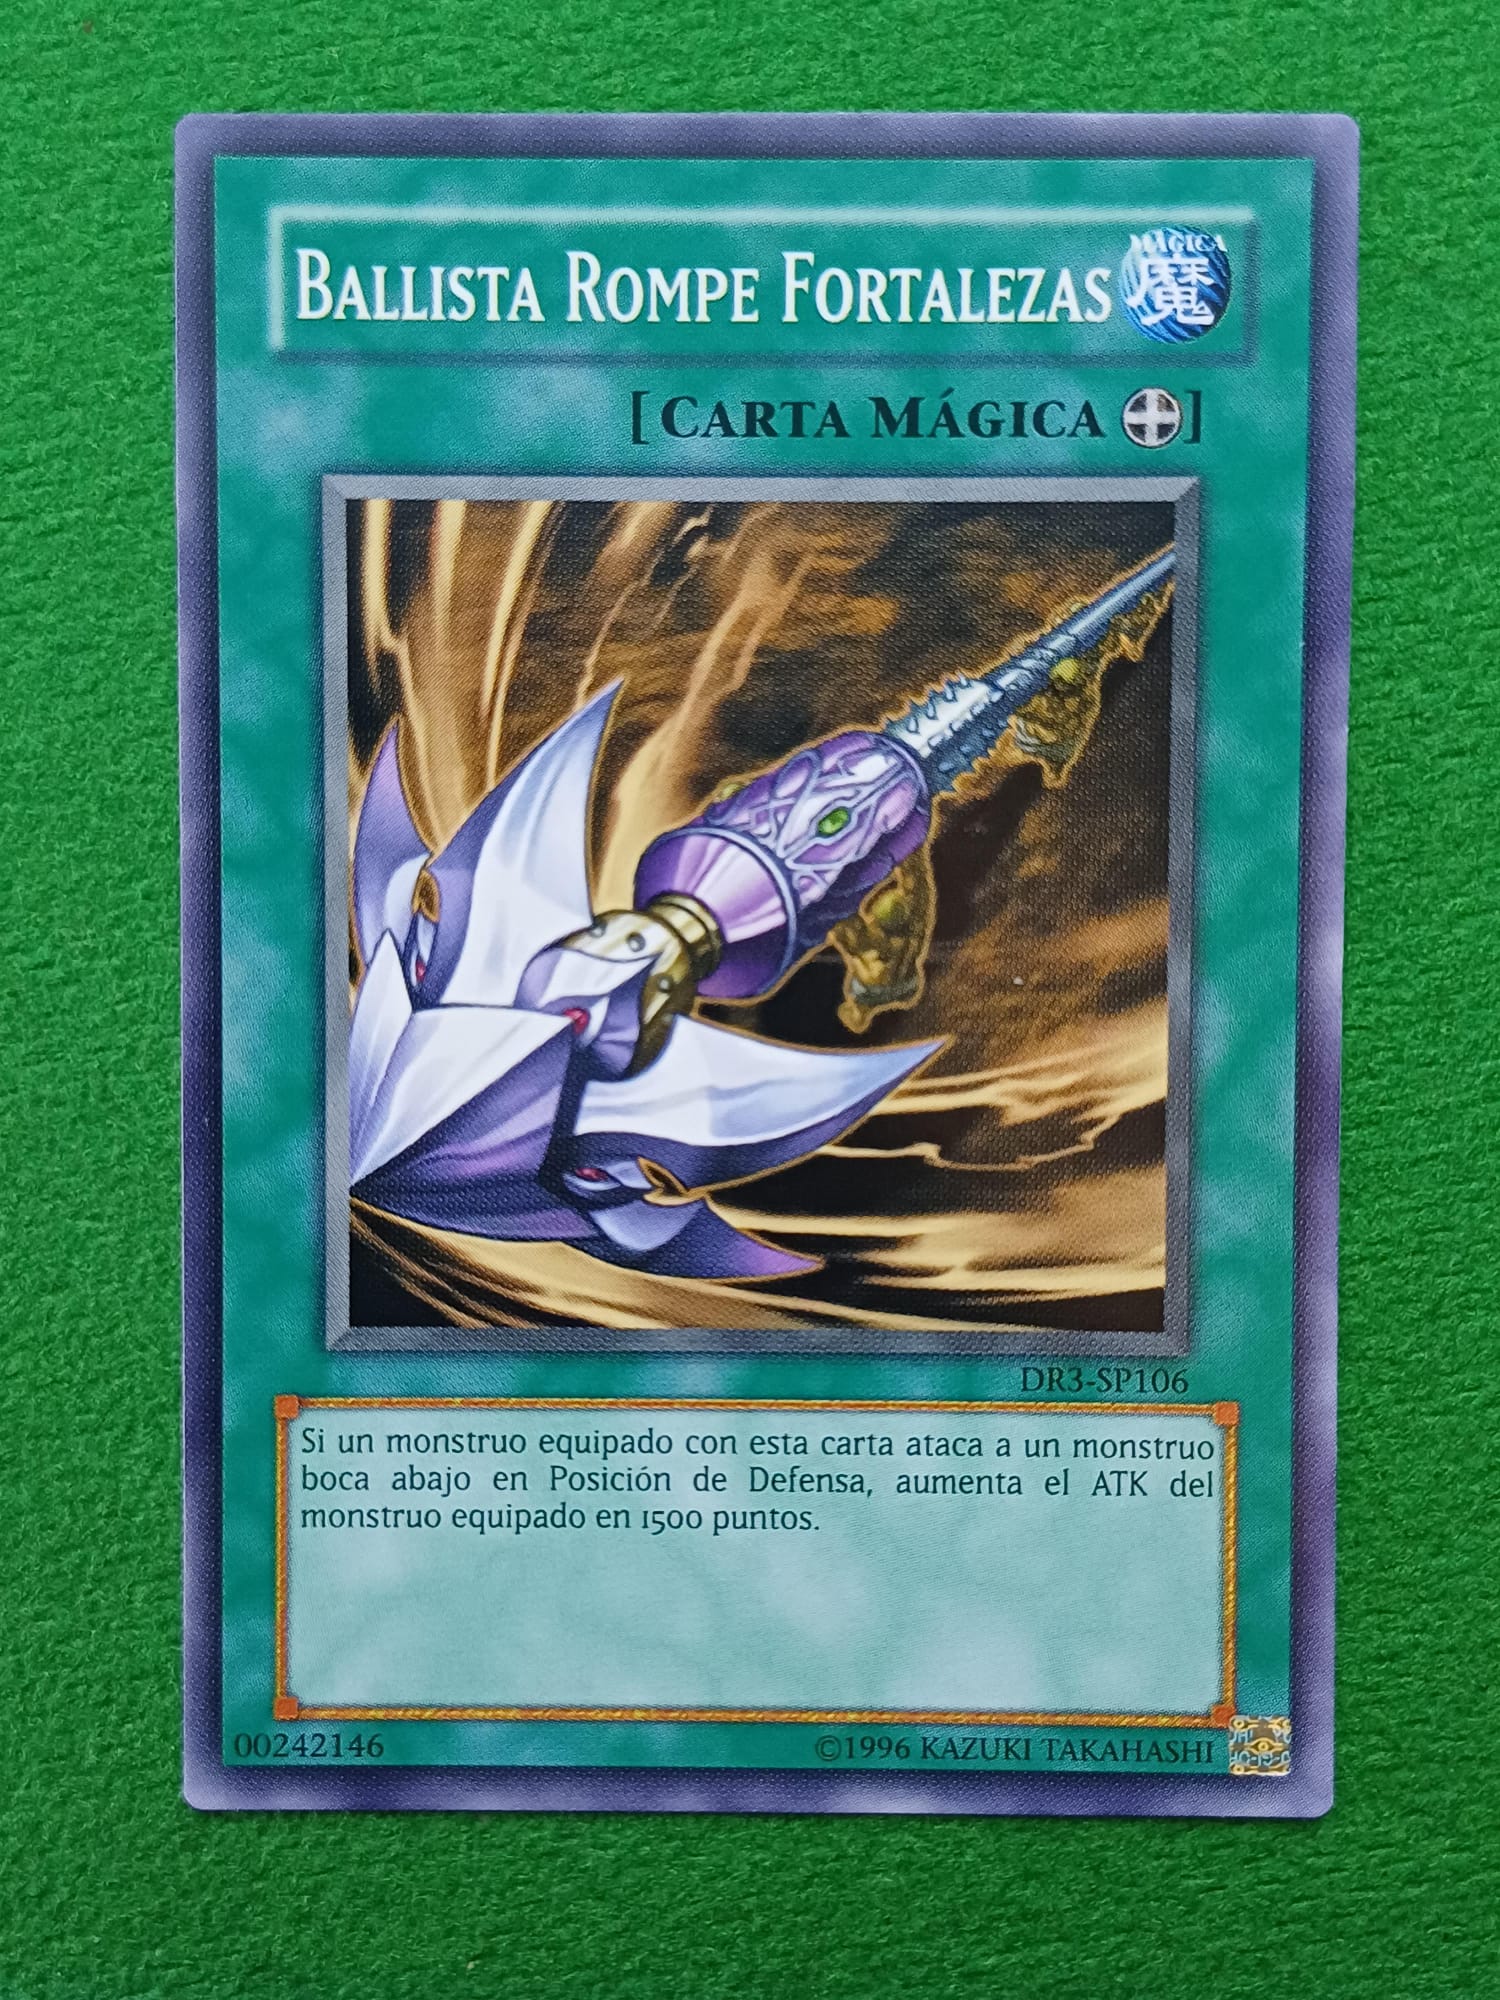 BALLISTA ROMPE FORTALEZAS
MÁGICA
魔
[CARTA MÁGICA]
DR3-SP106
Si un monstruo equipado con esta carta ataca a un monstruo
boca abajo en Posición de Defensa, aumenta el ATK del
monstruo equipado en 1500 puntos.
00242146
©1996 KAZUKI TAKAHASHI